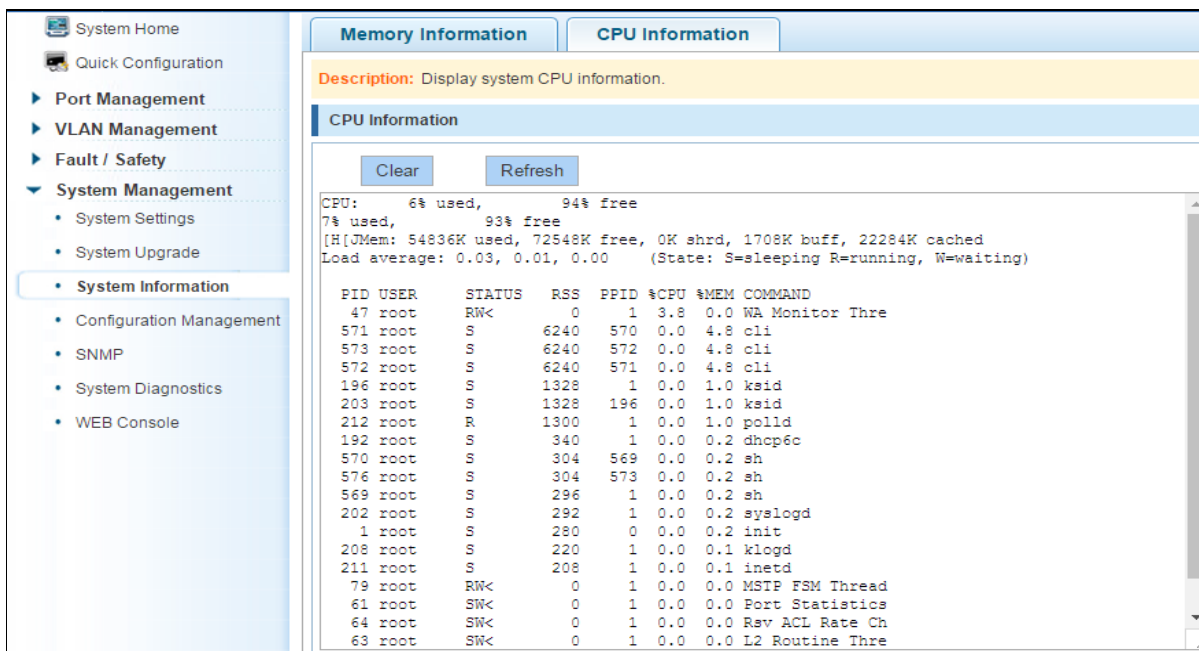 System Home
Quick Configuration
Port Management
VLAN Management
Fault / Safety
System Management
System Settings
System Upgrade
System Information
Configuration Management
SNMP
System Diagnostics
WEB Console
Memory Information
CPU Information
Description: Display system CPU information.
CPU Information
Clear
Refresh
CPU: 6% used, 94% free
7% used, 93% free
[H[JMem: 54836K used, 72548K free, 0K shrd, 1708K buff, 22284K cached
Load average: 0.03, 0.01, 0.00 (State: S=sleeping R=running, W=waiting)
PID USER STATUS RSS PPID %CPU %MEM COMMAND
47 root RW< 0 1 3.8 0.0 WA Monitor Thre
571 root S 6240 570 0.0 4.8 cli
573 root S 6240 572 0.0 4.8 cli
572 root S 6240 571 0.0 4.8 cli
196 root S 1328 1 0.0 1.0 ksid
203 root S 1328 196 0.0 1.0 ksid
212 root R 1300 1 0.0 1.0 polld
192 root S 340 1 0.0 0.2 dhcp6c
570 root S 304 569 0.0 0.2 sh
576 root S 304 573 0.0 0.2 sh
569 root S 296 1 0.0 0.2 sh
202 root S 292 1 0.0 0.2 syslogd
1 root S 280 0 0.0 0.2 init
208 root S 220 1 0.0 0.1 klogd
211 root S 208 1 0.0 0.1 inetd
79 root RW< 0 1 0.0 0.0 MSTP FSM Thread
61 root SW< 0 1 0.0 0.0 Port Statistics
64 root SW< 0 1 0.0 0.0 Rsv ACL Rate Ch
63 root SW< 0 1 0.0 0.0 L2 Routine Thre